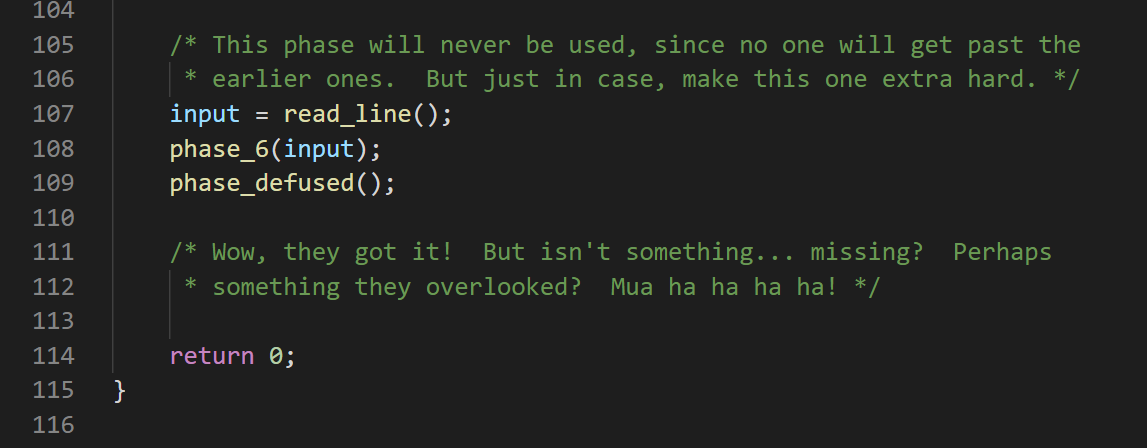 104
105 /* This phase will never be used, since no one will get past the
106 * earlier ones.  But just in case, make this one extra hard. */
107 input = read_line();
108 phase_6(input);
109 phase_defused();
110
111 /* Wow, they got it!  But isn't something... missing?  Perhaps
112 * something they overlooked?  Mua ha ha ha ha! */
113
114 return 0;
115 }
116